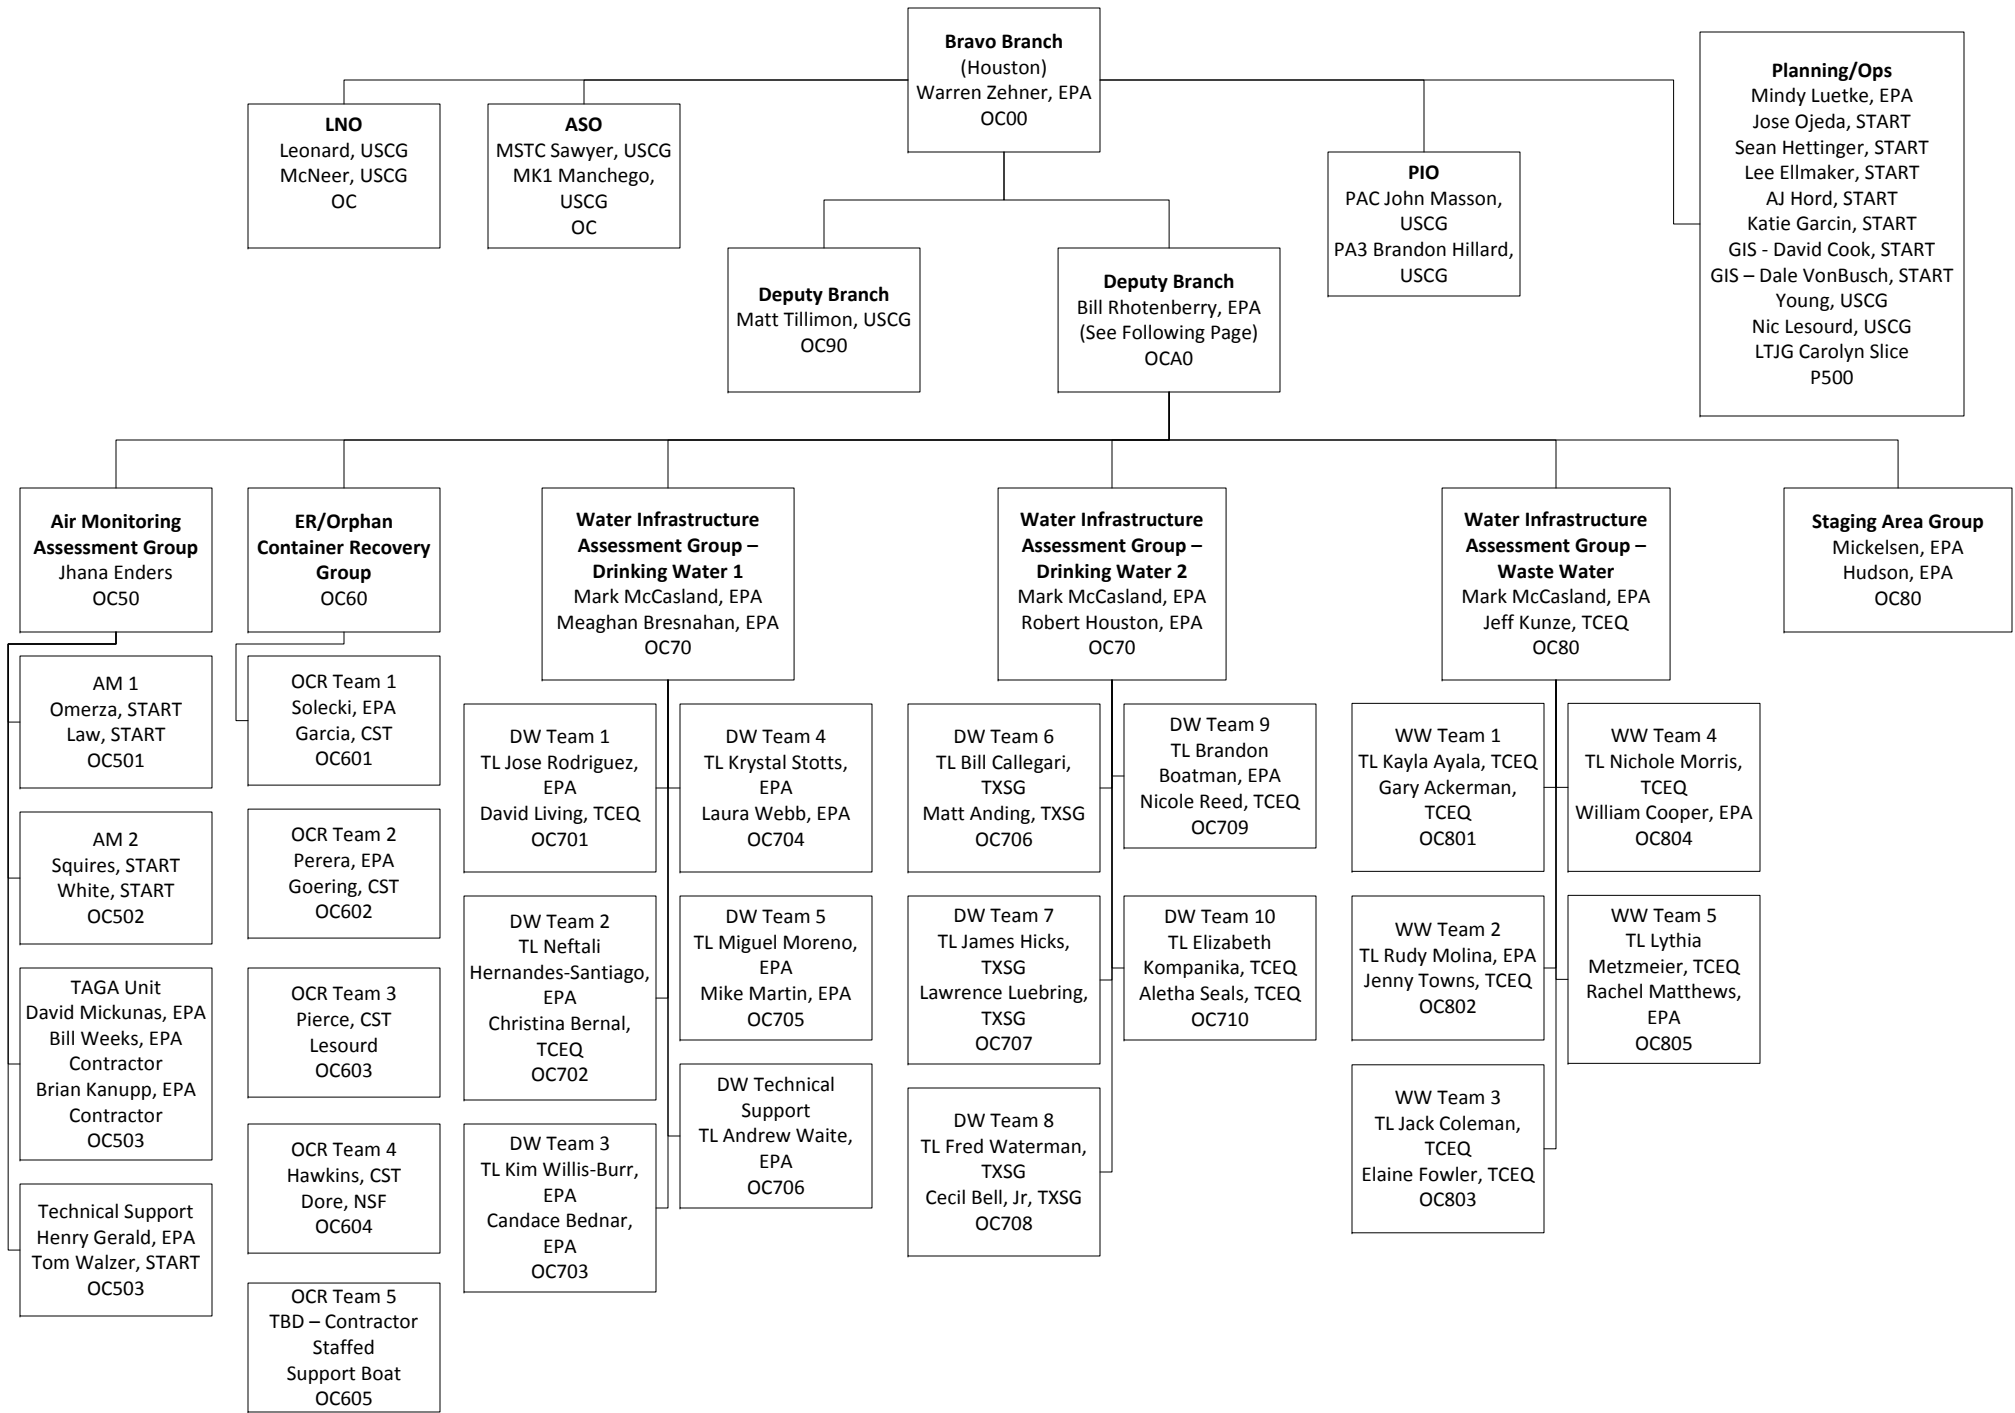 Bravo Branch
(Houston)
Warren Zehner, EPA
OC00
LNO
Leonard, USCG
McNeer, USCG
OC
ASO
MSTC Sawyer, USCG
MK1 Manchego,
USCG
OC
PIO
PAC John Masson,
USCG
PA3 Brandon Hillard,
USCG
Planning/Ops
Mindy Luetke, EPA
Jose Ojeda, START
Sean Hettinger, START
Lee Ellmaker, START
AJ Hord, START
Katie Garcin, START
GIS - David Cook, START
GIS – Dale VonBusch, START
Young, USCG
Nic Lesourd, USCG
LTJG Carolyn Slice
P500
Deputy Branch
Matt Tillimon, USCG
OC90
Deputy Branch
Bill Rhotenberry, EPA
(See Following Page)
OCA0
Air Monitoring
Assessment Group
Jhana Enders
OC50
ER/Orphan
Container Recovery
Group
OC60
Water Infrastructure
Assessment Group –
Drinking Water 1
Mark McCasland, EPA
Meaghan Bresnahan, EPA
OC70
Water Infrastructure
Assessment Group –
Drinking Water 2
Mark McCasland, EPA
Robert Houston, EPA
OC70
Water Infrastructure
Assessment Group –
Waste Water
Mark McCasland, EPA
Jeff Kunze, TCEQ
OC80
Staging Area Group
Mickelsen, EPA
Hudson, EPA
OC80
AM 1
Omerza, START
Law, START
OC501
AM 2
Squires, START
White, START
OC502
TAGA Unit
David Mickunas, EPA
Bill Weeks, EPA
Contractor
Brian Kanupp, EPA
Contractor
OC503
Technical Support
Henry Gerald, EPA
Tom Walzer, START
OC503
OCR Team 1
Solecki, EPA
Garcia, CST
OC601
OCR Team 2
Perera, EPA
Goering, CST
OC602
OCR Team 3
Pierce, CST
Lesourd
OC603
OCR Team 4
Hawkins, CST
Dore, NSF
OC604
OCR Team 5
TBD – Contractor
Staffed
Support Boat
OC605
DW Team 1
TL Jose Rodriguez,
EPA
David Living, TCEQ
OC701
DW Team 2
TL Neftali
Hernandes-Santiago,
EPA
Christina Bernal,
TCEQ
OC702
DW Team 3
TL Kim Willis-Burr,
EPA
Candace Bednar,
EPA
OC703
DW Team 4
TL Krystal Stotts,
EPA
Laura Webb, EPA
OC704
DW Team 5
TL Miguel Moreno,
EPA
Mike Martin, EPA
OC705
DW Technical
Support
TL Andrew Waite,
EPA
OC706
DW Team 6
TL Bill Callegari,
TXSG
Matt Anding, TXSG
OC706
DW Team 7
TL James Hicks,
TXSG
Lawrence Luebring,
TXSG
OC707
DW Team 8
TL Fred Waterman,
TXSG
Cecil Bell, Jr, TXSG
OC708
DW Team 9
TL Brandon
Boatman, EPA
Nicole Reed, TCEQ
OC709
DW Team 10
TL Elizabeth
Kompanika, TCEQ
Aletha Seals, TCEQ
OC710
WW Team 1
TL Kayla Ayala, TCEQ
Gary Ackerman,
TCEQ
OC801
WW Team 2
TL Rudy Molina, EPA
Jenny Towns, TCEQ
OC802
WW Team 3
TL Jack Coleman,
TCEQ
Elaine Fowler, TCEQ
OC803
WW Team 4
TL Nichole Morris,
TCEQ
William Cooper, EPA
OC804
WW Team 5
TL Lythia
Metzmeier, TCEQ
Rachel Matthews,
EPA
OC805